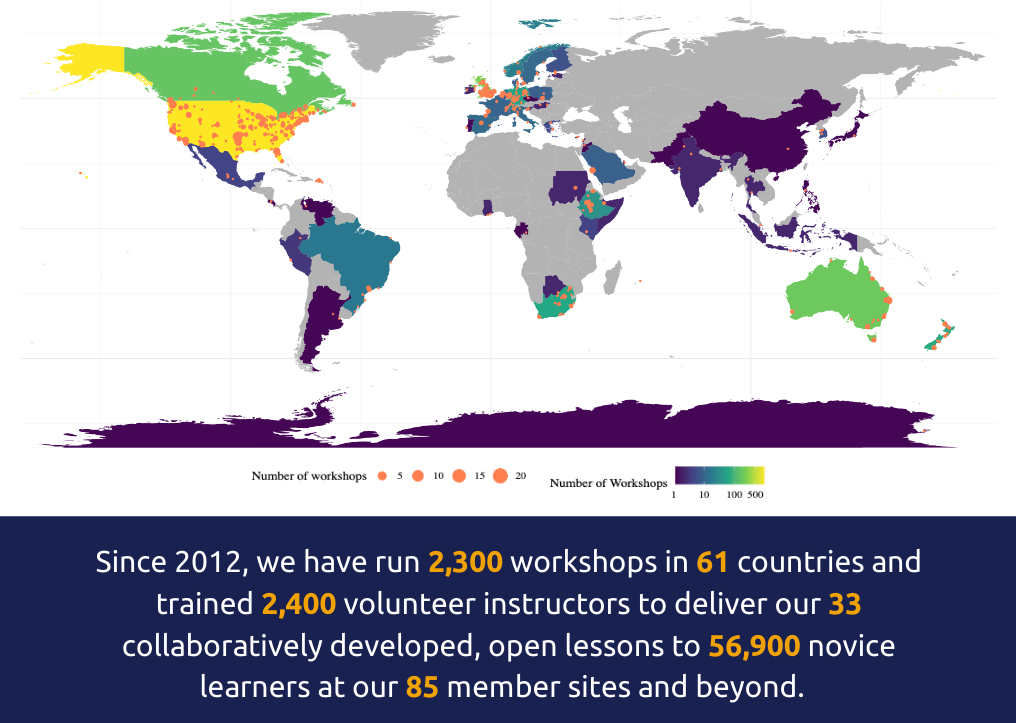 Number of workshops 5 10 15 20
Number of Workshops
1 10 100 500
Since 2012, we have run 2,300 workshops in 61 countries and
trained 2,400 volunteer instructors to deliver our 33
collaboratively developed, open lessons to 56,900 novice
learners at our 85 member sites and beyond.